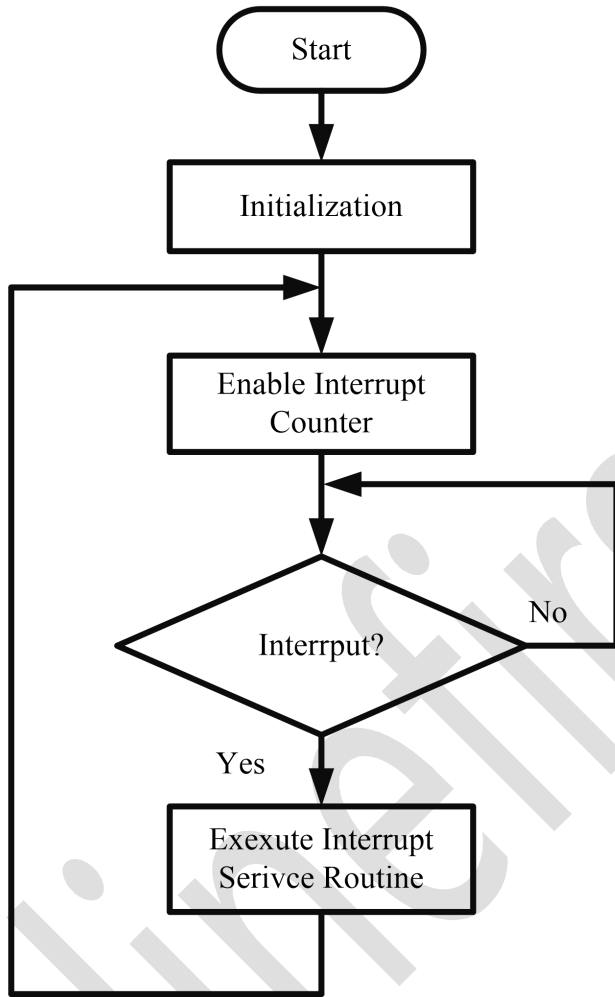 Start
Initialization
Enable Interrupt
Counter
Interrput?
No
Yes
Exexute Interrupt
Serivce Routine